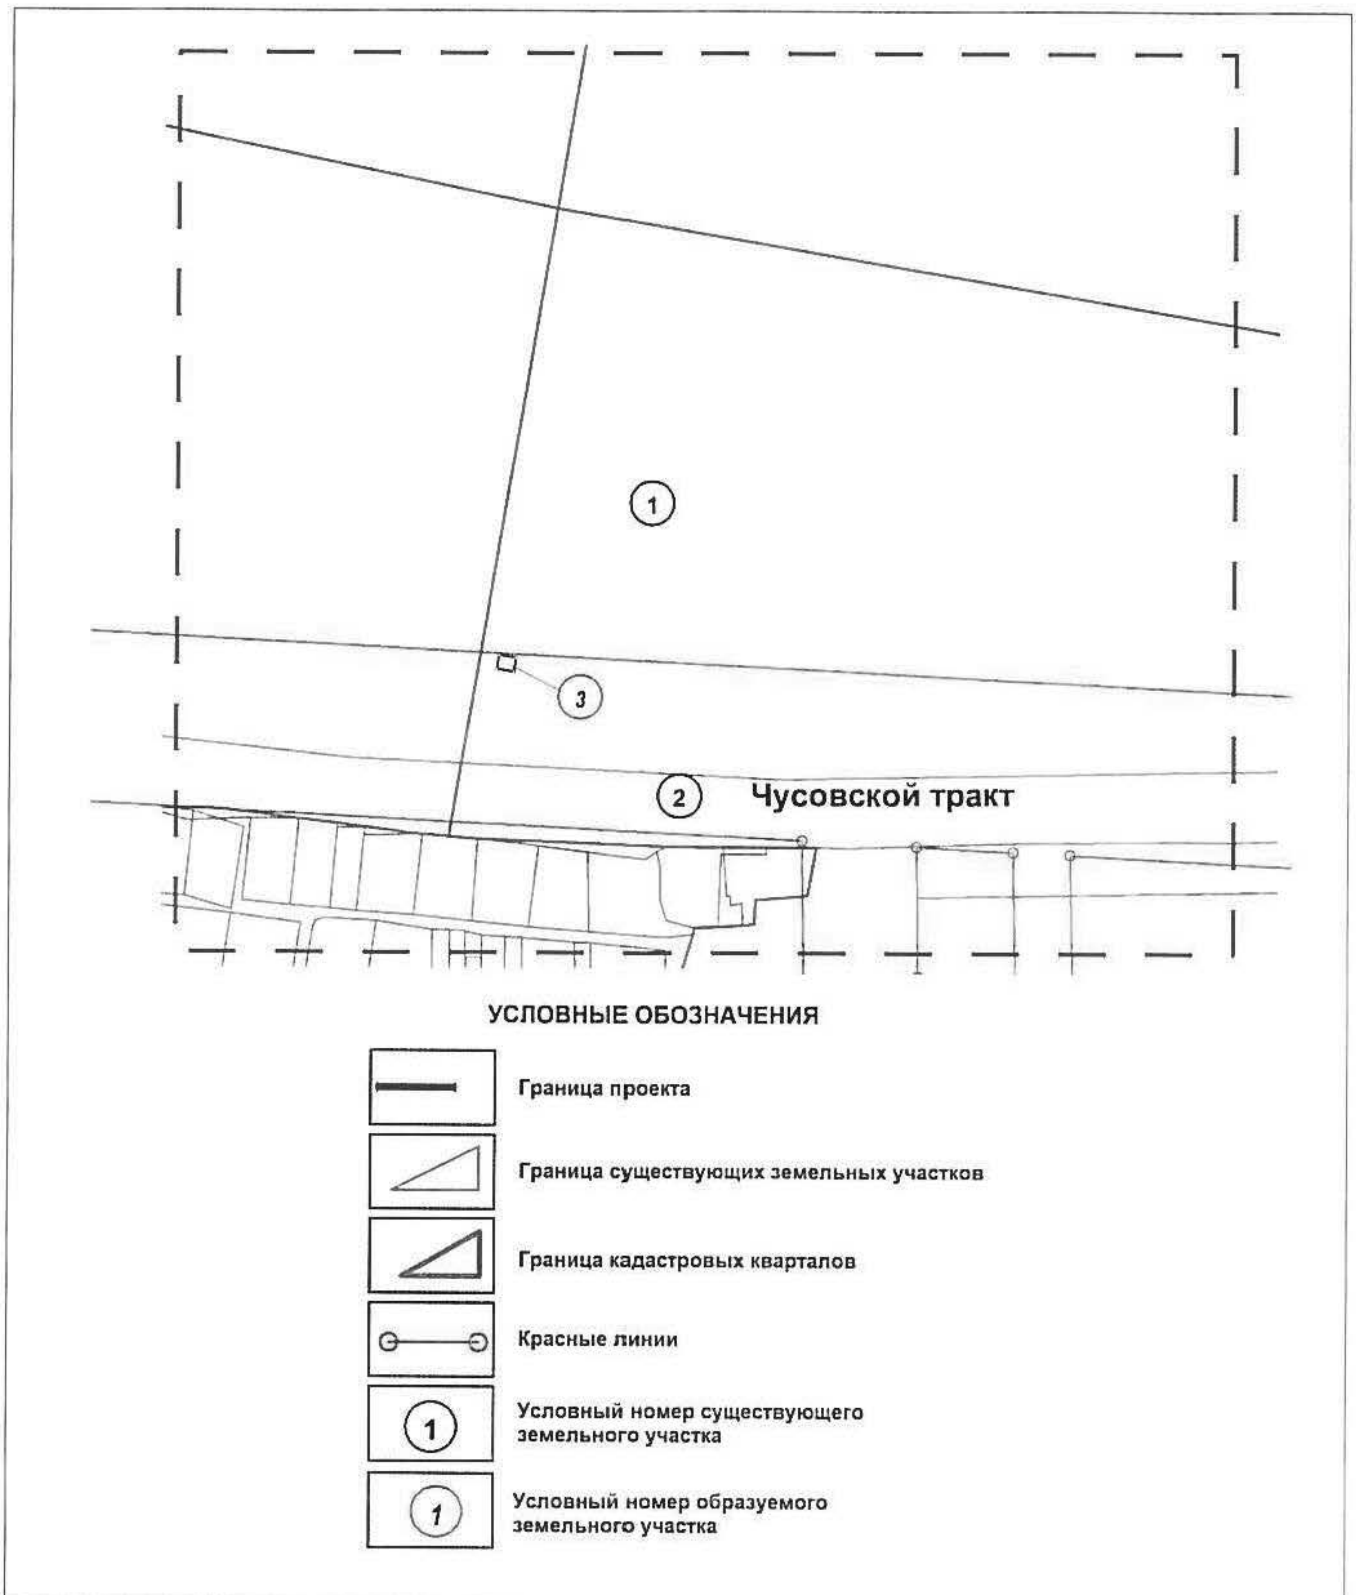 1
3
2 Чусовской тракт
УСЛОВНЫЕ ОБОЗНАЧЕНИЯ
Граница проекта
Граница существующих земельных участков
Граница кадастровых кварталов
Красные линии
1
Условный номер существующего
земельного участка
1
Условный номер образуемого
земельного участка